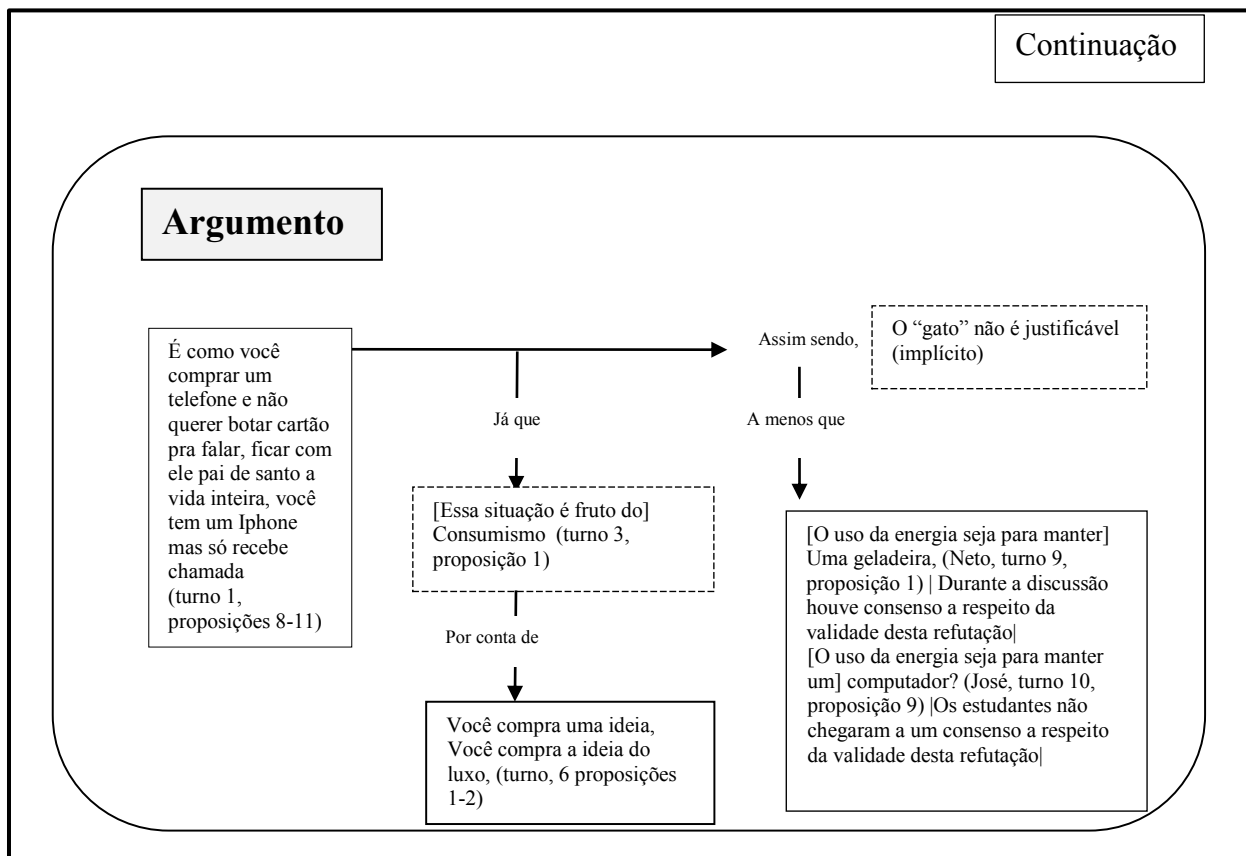 Continuação
Argumento
É como você
comprar um
telefone e não
querer botar cartão
pra falar, ficar com
ele pai de santo a
vida inteira, você
tem um Iphone
mas só recebe
chamada
(turno 1,
proposições 8-11)
Assim sendo,
O “gato” não é justificável
(implícito)
Já que
A menos que
[Essa situação é fruto do]
Consumismo (turno 3,
proposição 1)
Por conta de
Você compra uma ideia,
Você compra a ideia do
luxo, (turno, 6 proposições
1-2)
[O uso da energia seja para manter]
Uma geladeira, (Neto, turno 9,
proposição 1) | Durante a discussão
houve consenso a respeito da
validade desta refutação|
[O uso da energia seja para manter
um] computador? (José, turno 10,
proposição 9) |Os estudantes não
chegaram a um consenso a respeito
da validade desta refutação|